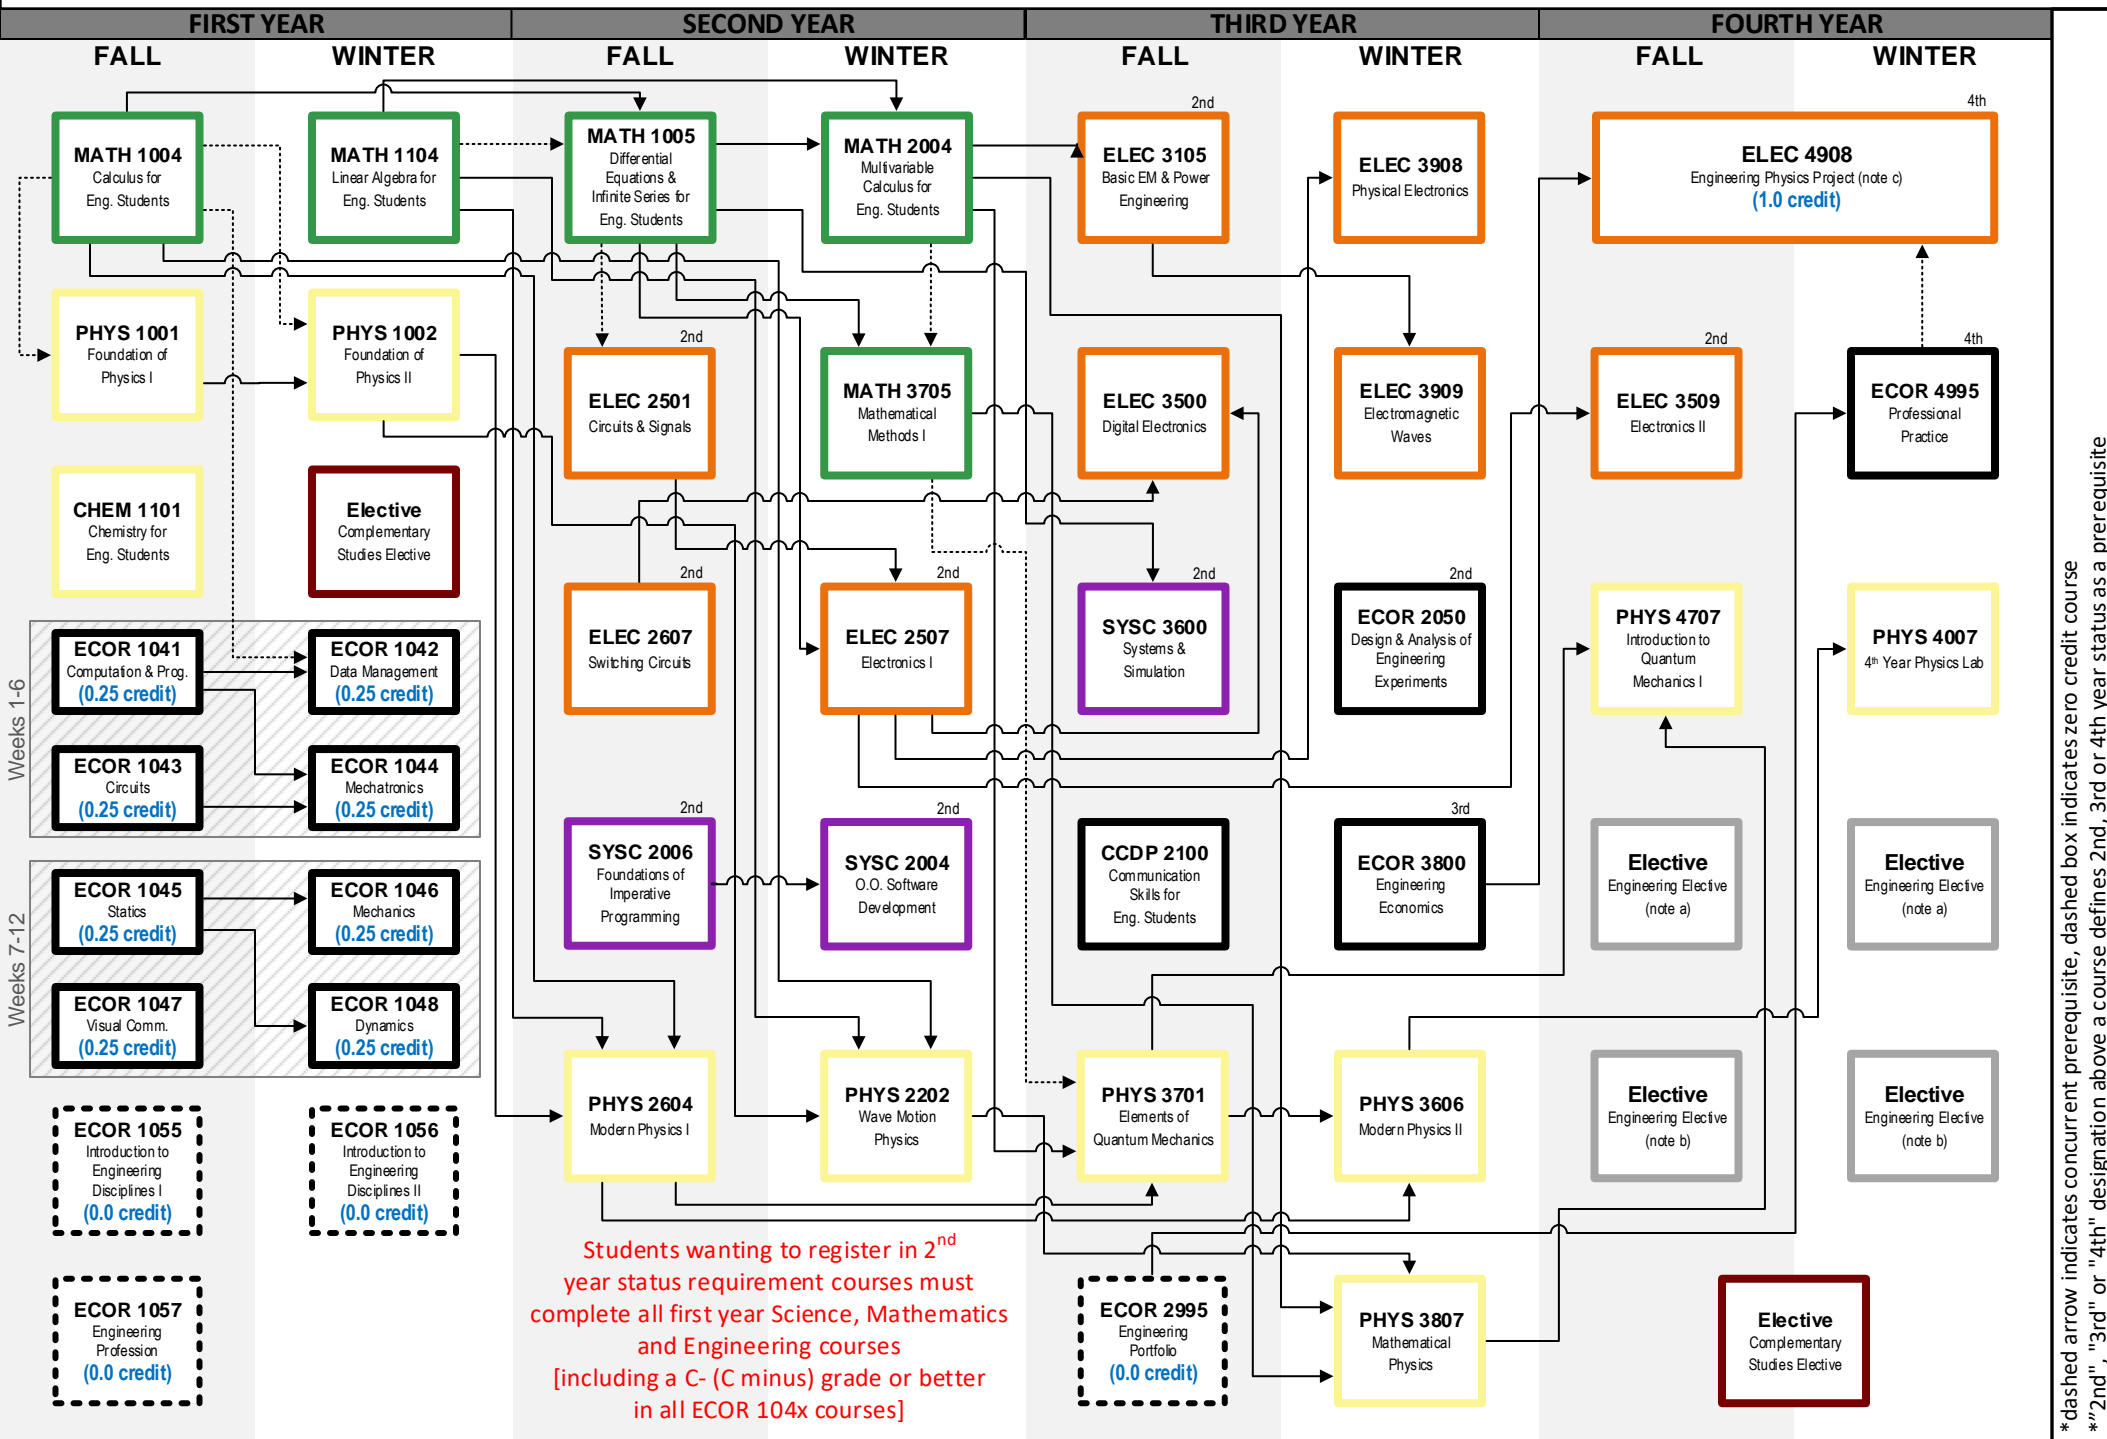 FIRST YEAR
SECOND YEAR
THIRD YEAR
FOURTH YEAR
FALL
WINTER
FALL
WINTER
FALL
WINTER
FALL
WINTER
MATH 1004
Calculus for
Eng. Students
MATH 1104
Linear Algebra for
Eng. Students
MATH 1005
Differential
Equations &
Infinite Series for
Eng. Students
MATH 2004
Multivariable
Calculus for
Eng. Students
2nd
ELEC 3105
Basic EM & Power
Engineering
ELEC 3908
Physical Electronics
4th
ELEC 4908
Engineering Physics Project (note c)
(1.0 credit)
PHYS 1001
Foundation of
Physics I
PHYS 1002
Foundation of
Physics II
2nd
ELEC 2501
Circuits & Signals
MATH 3705
Mathematical
Methods I
ELEC 3500
Digital Electronics
ELEC 3909
Electromagnetic
Waves
2nd
ELEC 3509
Electronics II
4th
ECOR 4995
Professional
Practice
CHEM 1101
Chemistry for
Eng. Students
Elective
Complementary
Studies Elective
2nd
ELEC 2607
Switching Circuits
2nd
ELEC 2507
Electronics I
2nd
SYSC 3600
Systems &
Simulation
2nd
ECOR 2050
Design & Analysis of
Engineering
Experiments
PHYS 4707
Introduction to
Quantum
Mechanics I
PHYS 4007
4th Year Physics Lab
Weeks 1-6
ECOR 1041
Computation & Prog.
(0.25 credit)
ECOR 1042
Data Management
(0.25 credit)
ECOR 1043
Circuits
(0.25 credit)
ECOR 1044
Mechatronics
(0.25 credit)
2nd
SYSC 2006
Foundations of
Imperative
Programming
2nd
SYSC 2004
O.O. Software
Development
CCDP 2100
Communication
Skills for
Eng. Students
3rd
ECOR 3800
Engineering
Economics
Elective
Engineering Elective
(note a)
Elective
Engineering Elective
(note a)
Weeks 7-12
ECOR 1045
Statics
(0.25 credit)
ECOR 1046
Mechanics
(0.25 credit)
ECOR 1047
Visual Comm.
(0.25 credit)
ECOR 1048
Dynamics
(0.25 credit)
PHYS 2604
Modern Physics I
PHYS 2202
Wave Motion
Physics
PHYS 3701
Elements of
Quantum Mechanics
PHYS 3606
Modern Physics II
Elective
Engineering Elective
(note b)
Elective
Engineering Elective
(note b)
ECOR 1055
Introduction to
Engineering
Disciplines I
(0.0 credit)
ECOR 1056
Introduction to
Engineering
Disciplines II
(0.0 credit)
ECOR 1057
Engineering
Profession
(0.0 credit)
Students wanting to register in 2nd
year status requirement courses must
complete all first year Science, Mathematics
and Engineering courses
[including a C- (C minus) grade or better
in all ECOR 104x courses]
ECOR 2995
Engineering
Portfolio
(0.0 credit)
PHYS 3807
Mathematical
Physics
Elective
Complementary
Studies Elective
*dashed arrow indicates concurrent prerequisite, dashed box indicates zero credit course
*"2nd", "3rd" or "4th" designation above a course defines 2nd, 3rd or 4th year status as a prerequisite